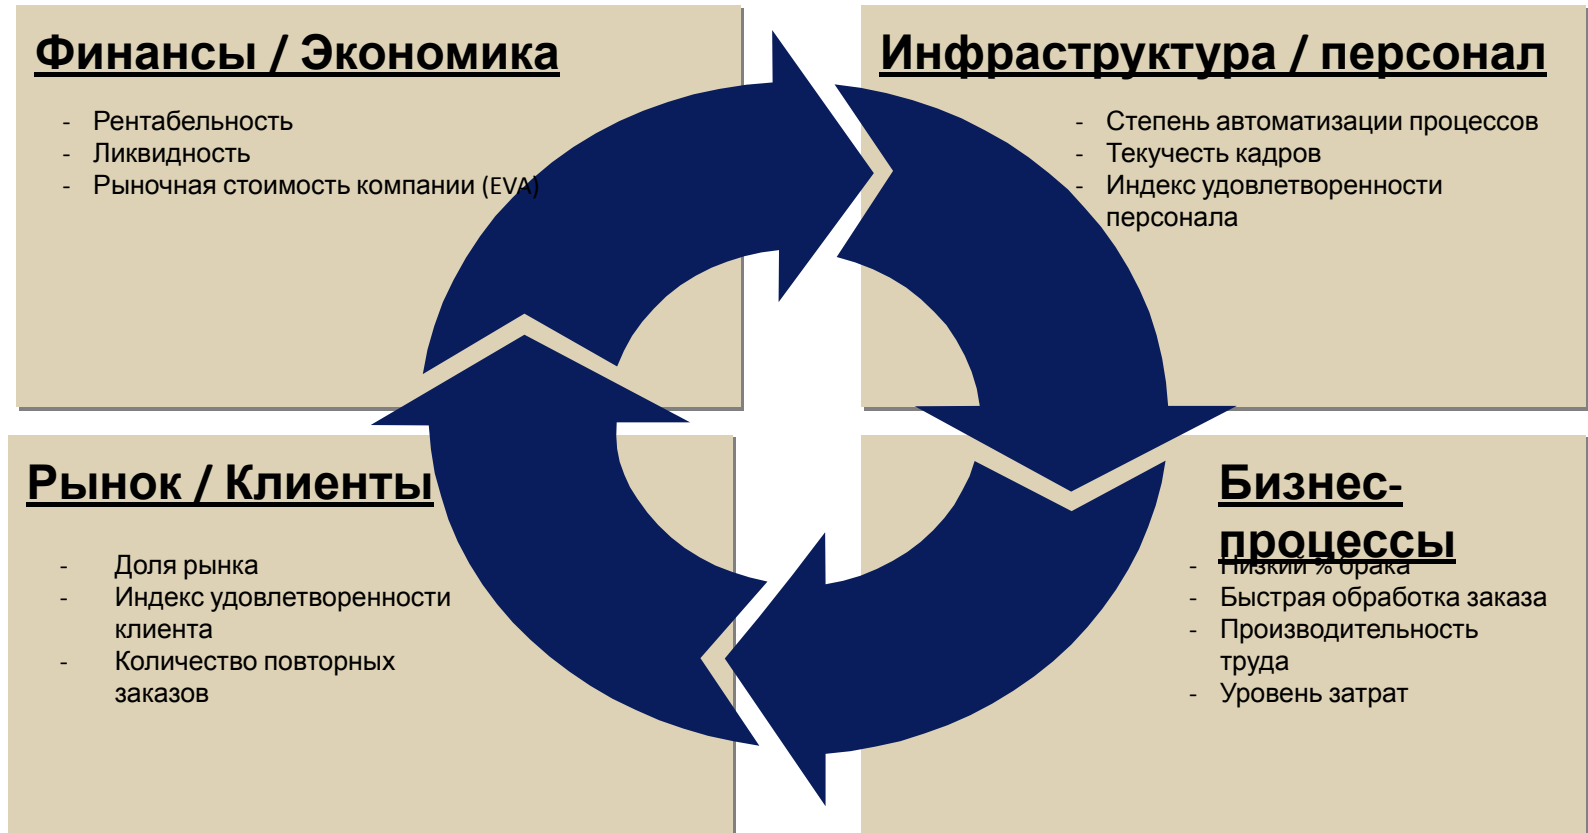 Финансы / Экономика
- Рентабельность
- Ликвидность
- Рыночная стоимость компании (EVA)
Инфраструктура / персонал
- Степень автоматизации процессов
- Текучесть кадров
- Индекс удовлетворенности
персонала
Рынок / Клиенты
- Доля рынка
- Индекс удовлетворенности
клиента
- Количество повторных
заказов
Бизнес-
процессы
- Низкий % брака
- Быстрая обработка заказа
- Производительность
труда
- Уровень затрат